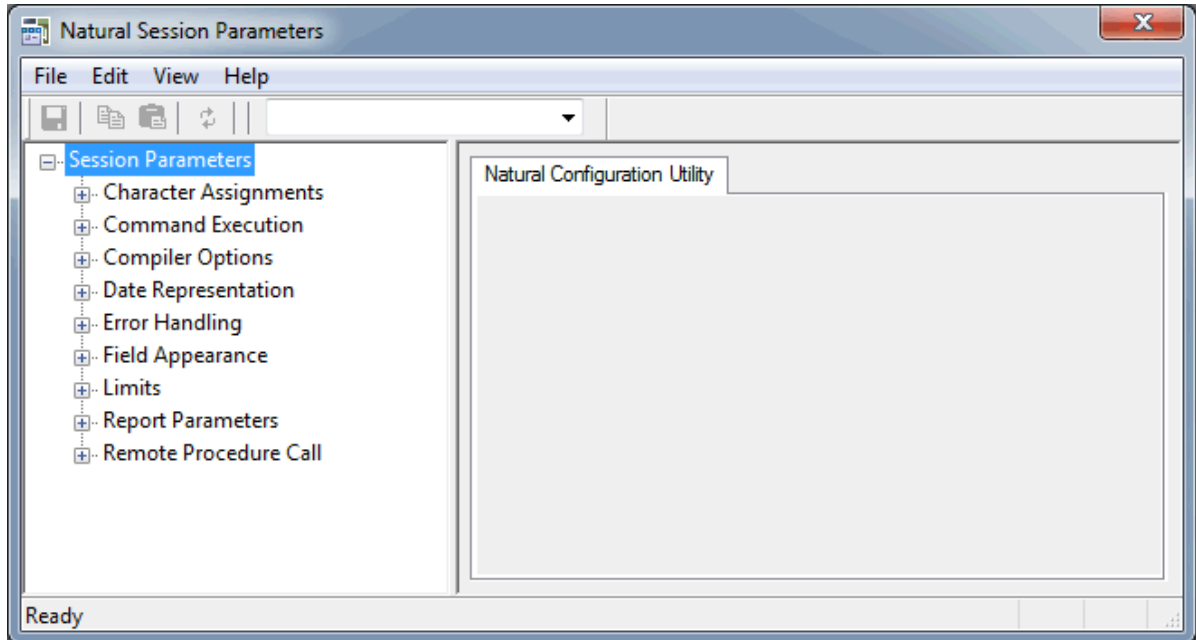 Natural Session Parameters
File Edit View Help
Session Parameters
Natural Configuration Utility
Character Assignments
Command Execution
Compiler Options
Date Representation
Error Handling
Field Appearance
Limits
Report Parameters
Remote Procedure Call
Ready